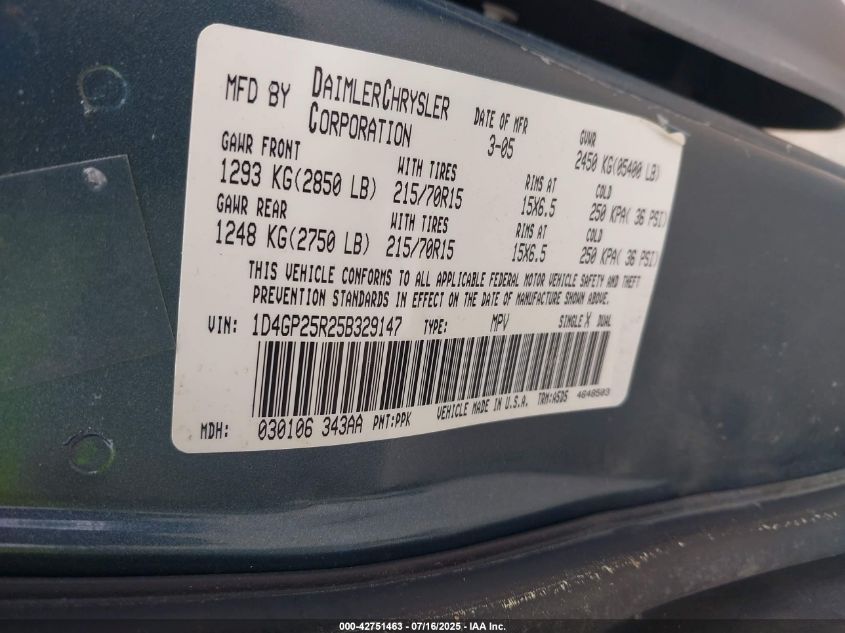 MFD BY DAIMLERCHRYSLER CORPORATION
DATE OF MFR 3-05
GVWR 2450 KG(05400 LB)
GAWR FRONT WITH TIRES RIMS AT COLD
1293 KG(2850 LB) 215/70R15 15X6.5 250 KPA( 36 PSI)
GAWR REAR WITH TIRES RIMS AT COLD
1248 KG(2750 LB) 215/70R15 15X6.5 250 KPA( 36 PSI)
THIS VEHICLE CONFORMS TO ALL APPLICABLE FEDERAL MOTOR VEHICLE SAFETY AND THEFT
PREVENTION STANDARDS IN EFFECT ON THE DATE OF MANUFACTURE SHOWN ABOVE.
VIN: 1D4GP25R25B329147 TYPE: MPV SINGLE X DUAL
MDH: 030106 343AA PNT:PPK VEHICLE MADE IN U.S.A. TRM:A5D5 4648503
000-42751463 - 07/16/2025 - IAA Inc.